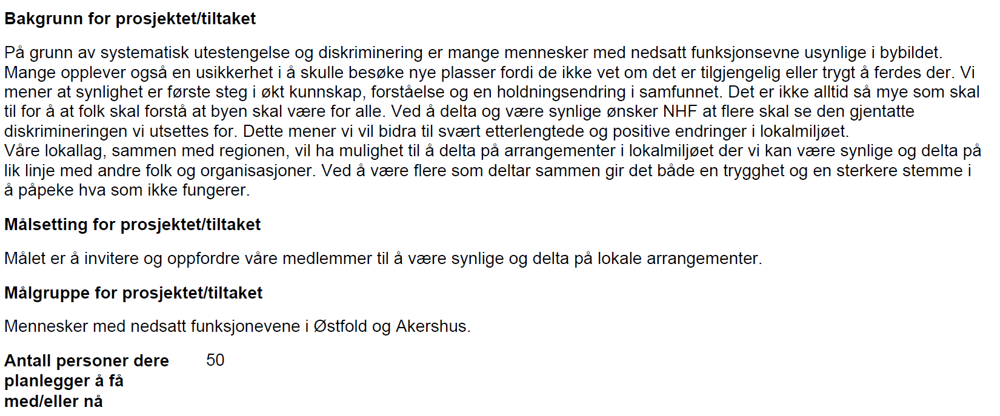 Bakgrunn for prosjektet/tiltaket
På grunn av systematisk utestengelse og diskriminering er mange mennesker med nedsatt funksjonsevne usynlige i bybildet.
Mange opplever også en usikkerhet i å skulle besøke nye plasser fordi de ikke vet om det er tilgjengelig eller trygt å ferdes der. Vi
mener at synlighet er første steg i økt kunnskap, forståelse og en holdningsendring i samfunnet. Det er ikke alltid så mye som skal
til for å at folk skal forstå at byen skal være for alle. Ved å delta og være synlige ønsker NHF at flere skal se den gjentatte
diskrimineringen vi utsettes for. Dette mener vi vil bidra til svært etterlengtede og positive endringer i lokalmiljøet.
Våre lokallag, sammen med regionen, vil ha mulighet til å delta på arrangementer i lokalmiljøet der vi kan være synlige og delta på
lik linje med andre folk og organisasjoner. Ved å være flere som deltar sammen gir det både en trygghet og en sterkere stemme i
å påpeke hva som ikke fungerer.
Målsetting for prosjektet/tiltaket
Målet er å invitere og oppfordre våre medlemmer til å være synlige og delta på lokale arrangementer.
Målgruppe for prosjektet/tiltaket
Mennesker med nedsatt funksjonevene i Østfold og Akershus.
Antall personer dere 50
planlegger å få
med/eller nå